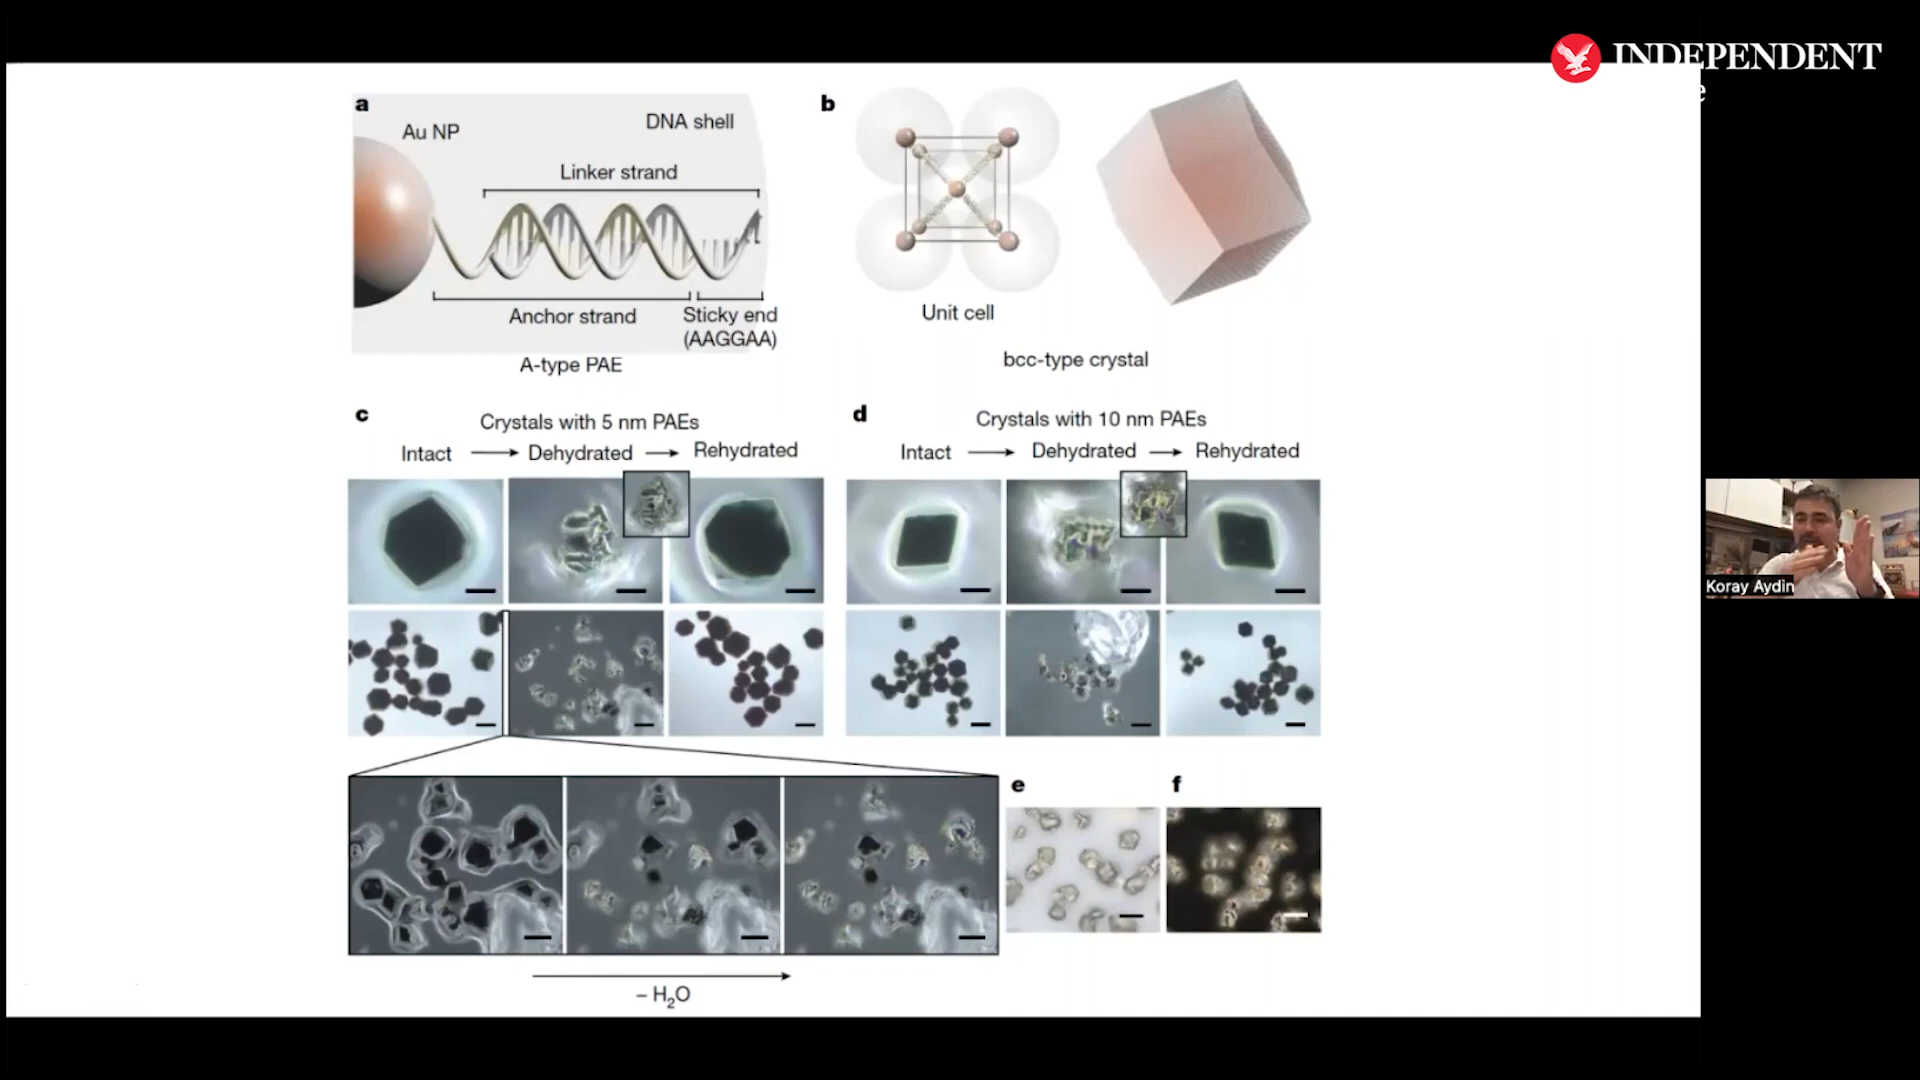 INDEPENDENT
e
a
Au NP
DNA shell
Linker strand
Anchor strand
Sticky end
(AAGGAA)
A-type PAE
b
Unit cell
bcc-type crystal
c
Crystals with 5 nm PAEs
Intact
Dehydrated
Rehydrated
d
Crystals with 10 nm PAEs
Intact
Dehydrated
Rehydrated
– H₂O
e
f
Koray Aydin